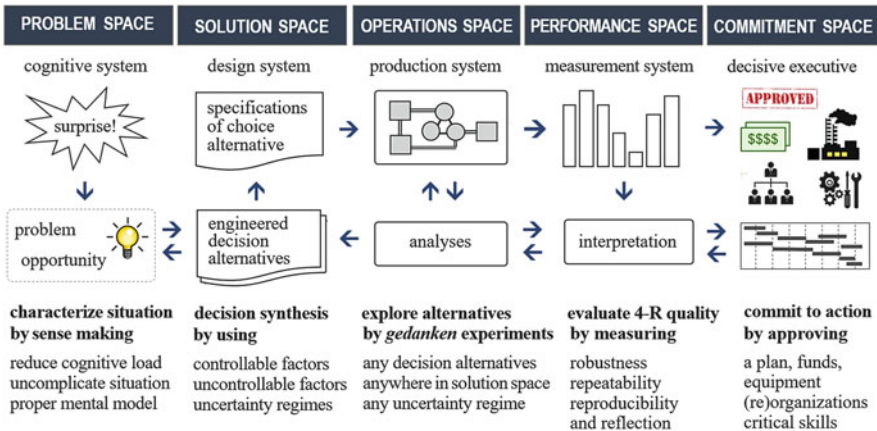 PROBLEM SPACE
SOLUTION SPACE
OPERATIONS SPACE
PERFORMANCE SPACE
COMMITMENT SPACE
cognitive system
design system
production system
measurement system
decisive executive
surprise!
specifications
of choice
alternative
APPROVED
$$$$
problem
opportunity
engineered
decision
alternatives
analyses
interpretation
characterize situation
by sense making
reduce cognitive load
uncomplicate situation
proper mental model
decision synthesis
by using
controllable factors
uncontrollable factors
uncertainty regimes
explore alternatives
by gedanken experiments
any decision alternatives
anywhere in solution space
any uncertainty regime
evaluate 4-R quality
by measuring
robustness
repeatability
reproducibility
and reflection
commit to action
by approving
a plan, funds,
equipment
(re)organizations
critical skills